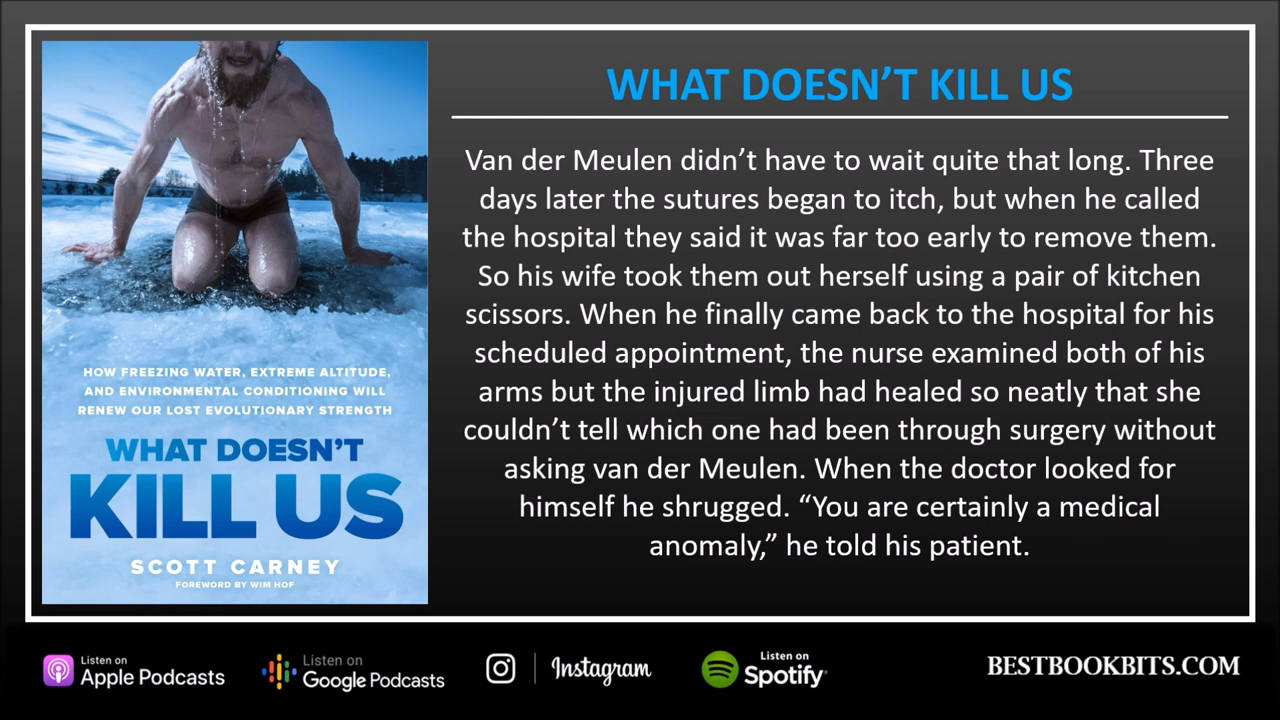 HOW FREEZING WATER, EXTREME ALTITUDE,
AND ENVIRONMENTAL CONDITIONING WILL
RENEW OUR LOST EVOLUTIONARY STRENGTH
WHAT DOESN'T
KILL US
SCOTT CARNEY
FOREWORD BY WIM HOF
WHAT DOESN’T KILL US
Van der Meulen didn’t have to wait quite that long. Three
days later the sutures began to itch, but when he called
the hospital they said it was far too early to remove them.
So his wife took them out herself using a pair of kitchen
scissors. When he finally came back to the hospital for his
scheduled appointment, the nurse examined both of his
arms but the injured limb had healed so neatly that she
couldn’t tell which one had been through surgery without
asking van der Meulen. When the doctor looked for
himself he shrugged. “You are certainly a medical
anomaly,” he told his patient.
Listen on
Apple Podcasts
Listen on
Google Podcasts
Instagram
Listen on
Spotify
BESTBOOKBITS.COM